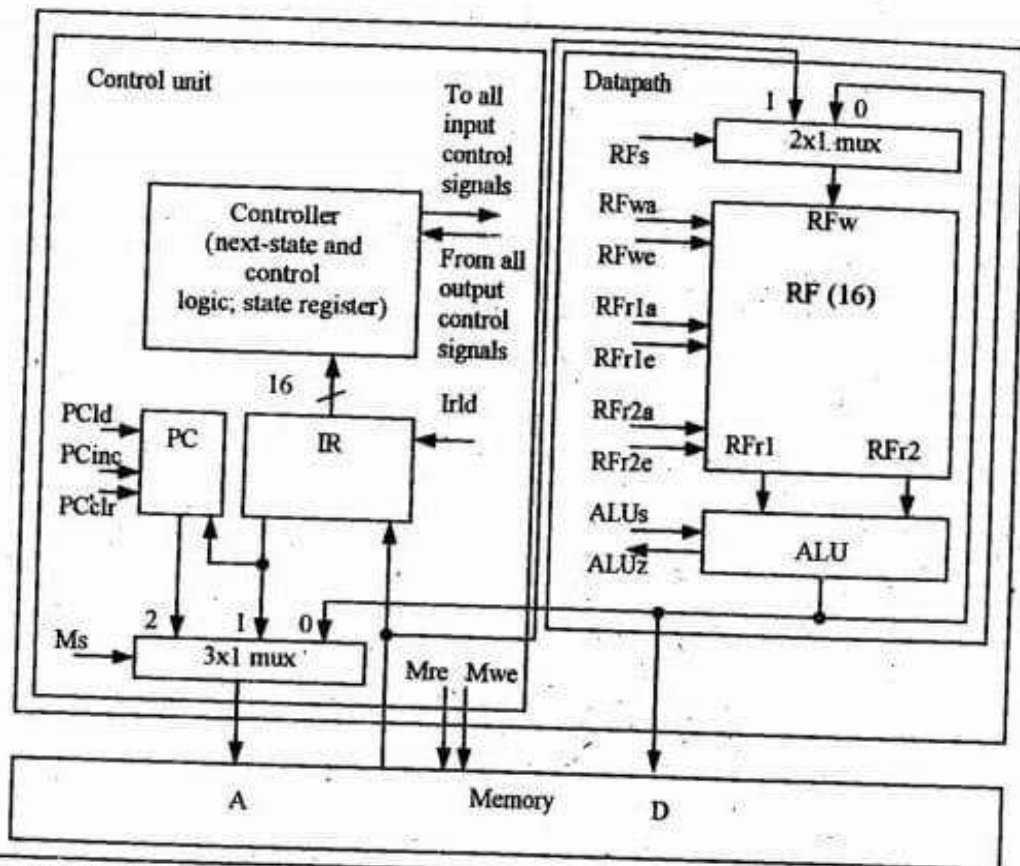 Control unit
To all
input
control
signals
Controller
(next-state and
control
logic; state register)
From all
output
control
signals
16
Irld
PCld
PCinc
PCclr
PC
IR
2
1
0
Ms
3x1 mux
Mre
Mwe
Datapath
1
0
RFs
2x1 mux
RFwa
RFwe
RFw
RF (16)
RFr1a
RFr1e
RFr2a
RFr2e
RFr1
RFr2
ALUs
ALUz
ALU
A
Memory
D